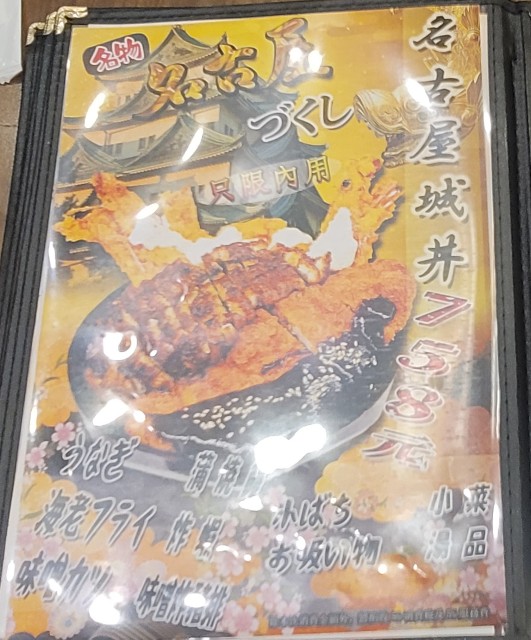 名物
名古屋
づくし
只限內用
名古屋城丼758元
うなぎ 蒲燒
海老フライ 炸蝦
味噌カツ 味噌炸豬排
小ばち 小菜
お吸い物 湯品